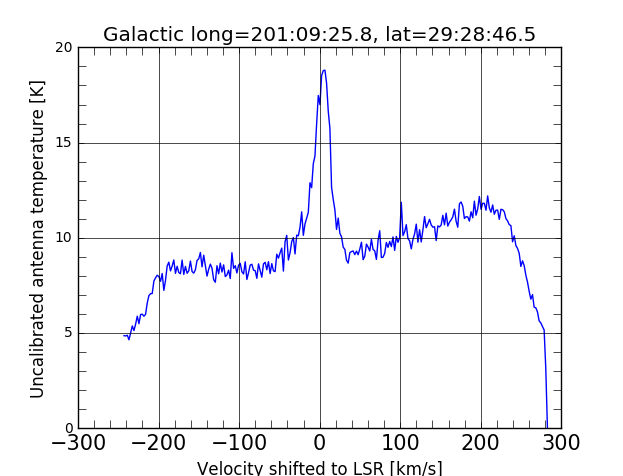 Galactic long=201:09:25.8, lat=29:28:46.5
20
15
10
5
0
Uncalibrated antenna temperature [K]
−300 −200 −100 0 100 200 300
Velocity shifted to LSR [km/s]